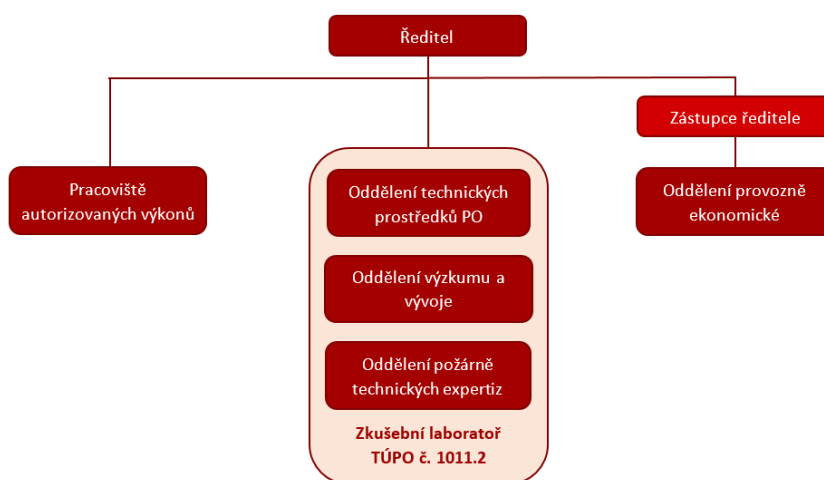 Ředitel
Zástupce ředitele
Pracoviště
autorizovaných výkonů
Oddělení technických
prostředků PO
Oddělení výzkumu a
vývoje
Oddělení požárně
technických expertiz
Zkušební laboratoř
TÚPO č. 1011.2
Oddělení provozně
ekonomické